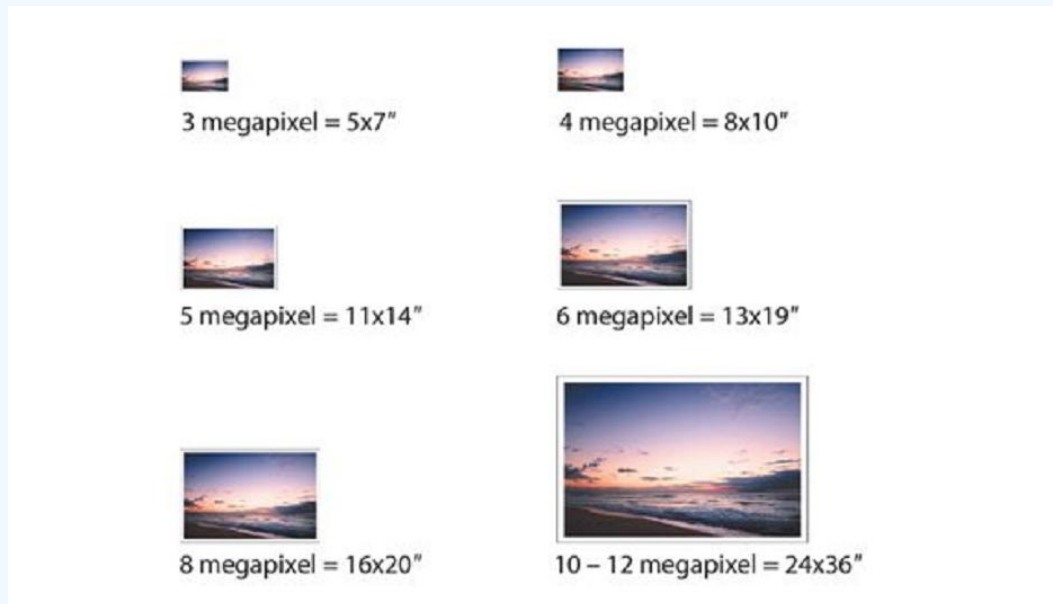 3 megapixel = 5x7"
4 megapixel = 8x10"
5 megapixel = 11x14"
6 megapixel = 13x19"
8 megapixel = 16x20"
10 – 12 megapixel = 24x36"